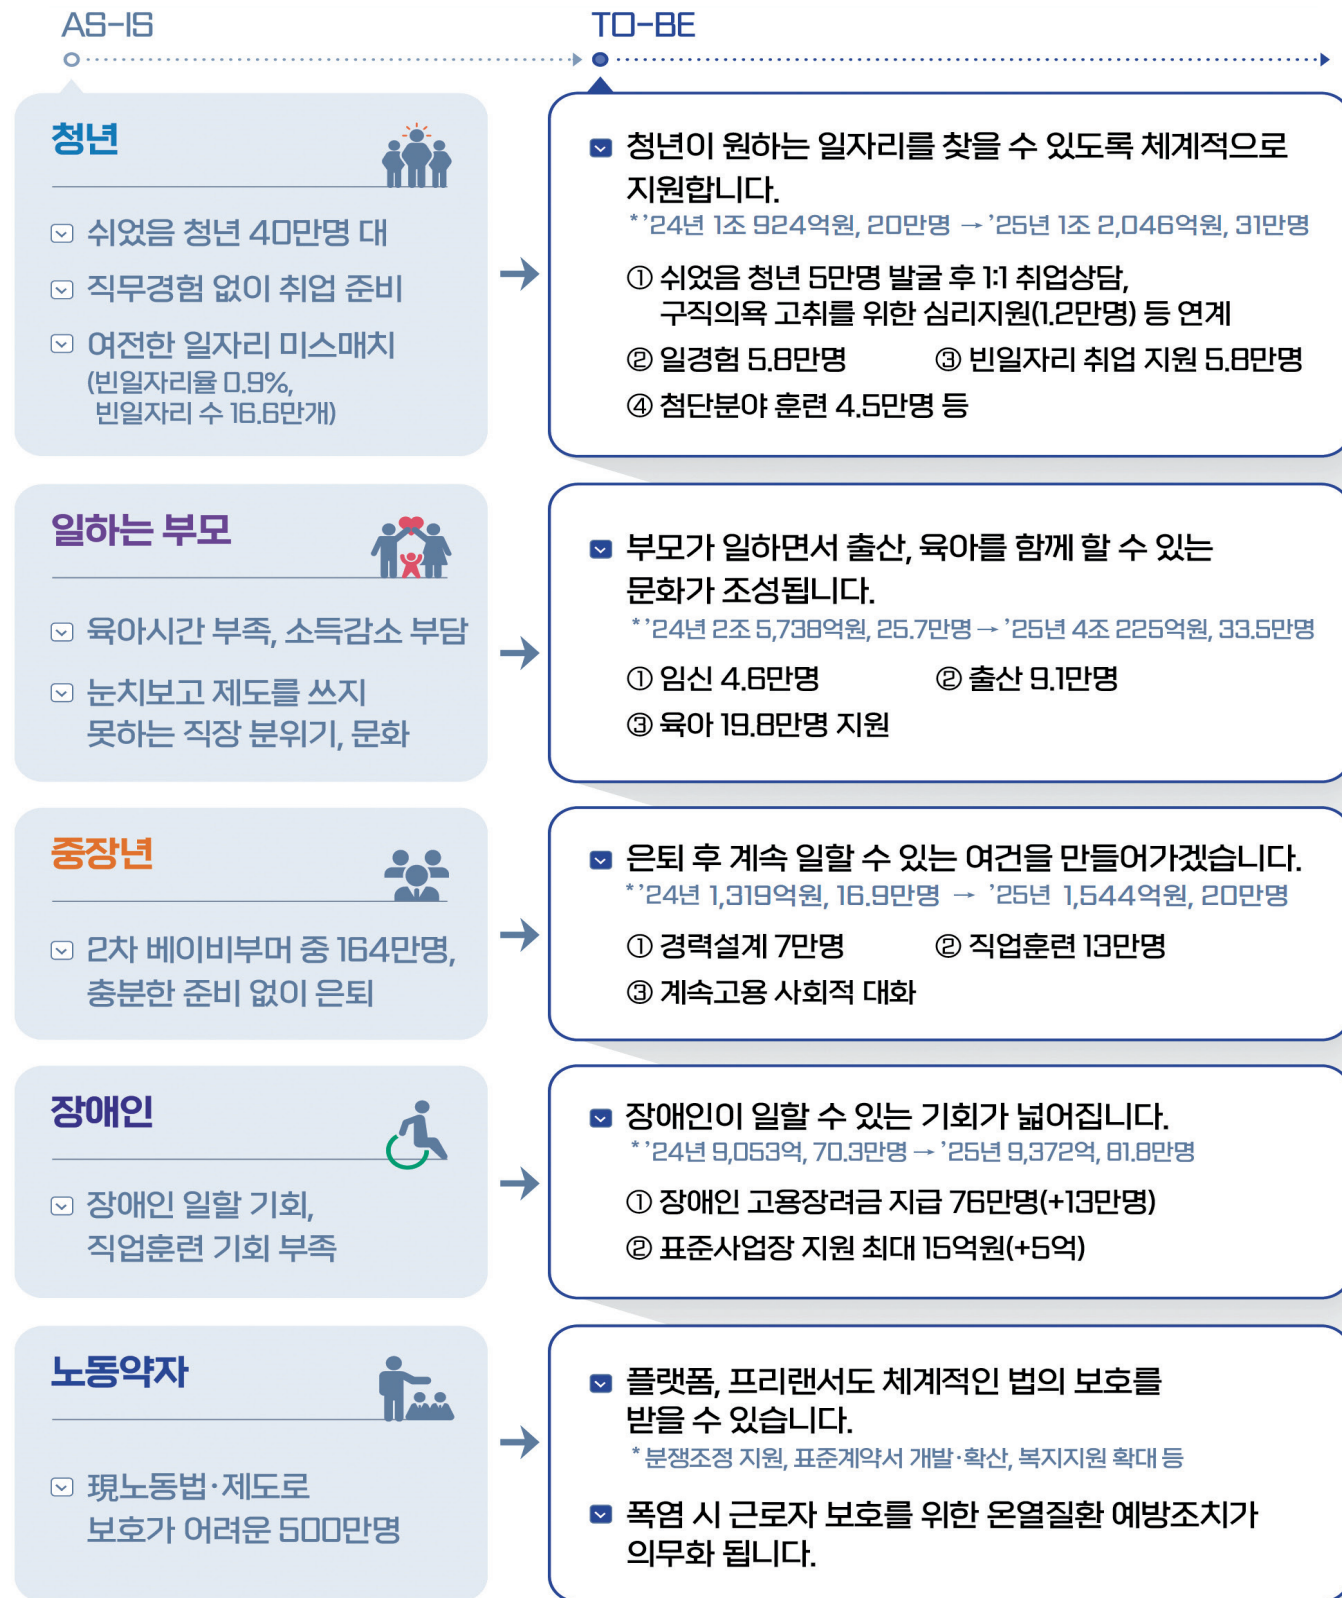 AS-IS
TO-BE
청년
쉬었음 청년 40만명 대
직무경험 없이 취업 준비
여전한 일자리 미스매치
(빈일자리율 0.9%,
빈일자리 수 16.6만개)
청년이 원하는 일자리를 찾을 수 있도록 체계적으로
지원합니다.
*’24년 1조 924억원, 20만명 → ’25년 1조 2,046억원, 31만명
① 쉬었음 청년 5만명 발굴 후 1:1 취업상담,
구직의욕 고취를 위한 심리지원(1.2만명) 등 연계
② 일경험 5.8만명 ③ 빈일자리 취업 지원 5.8만명
④ 첨단분야 훈련 4.5만명 등
일하는 부모
육아시간 부족, 소득감소 부담
눈치보고 제도를 쓰지
못하는 직장 분위기, 문화
부모가 일하면서 출산, 육아를 함께 할 수 있는
문화가 조성됩니다.
*’24년 2조 5,738억원, 25.7만명 → ’25년 4조 225억원, 33.5만명
① 임신 4.6만명 ② 출산 9.1만명
③ 육아 19.8만명 지원
중장년
2차 베이비부머 중 164만명,
충분한 준비 없이 은퇴
은퇴 후 계속 일할 수 있는 여건을 만들어가겠습니다.
*’24년 1,319억원, 16.9만명 → ’25년 1,544억원, 20만명
① 경력설계 7만명 ② 직업훈련 13만명
③ 계속고용 사회적 대화
장애인
장애인 일할 기회,
직업훈련 기회 부족
장애인이 일할 수 있는 기회가 넓어집니다.
*’24년 9,053억, 70.3만명 → ’25년 9,372억, 81.8만명
① 장애인 고용장려금 지급 76만명(+13만명)
② 표준사업장 지원 최대 15억원(+5억)
노동약자
現노동법·제도로
보호가 어려운 500만명
플랫폼, 프리랜서도 체계적인 법의 보호를
받을 수 있습니다.
* 분쟁조정 지원, 표준계약서 개발·확산, 복지지원 확대 등
폭염 시 근로자 보호를 위한 온열질환 예방조치가
의무화 됩니다.